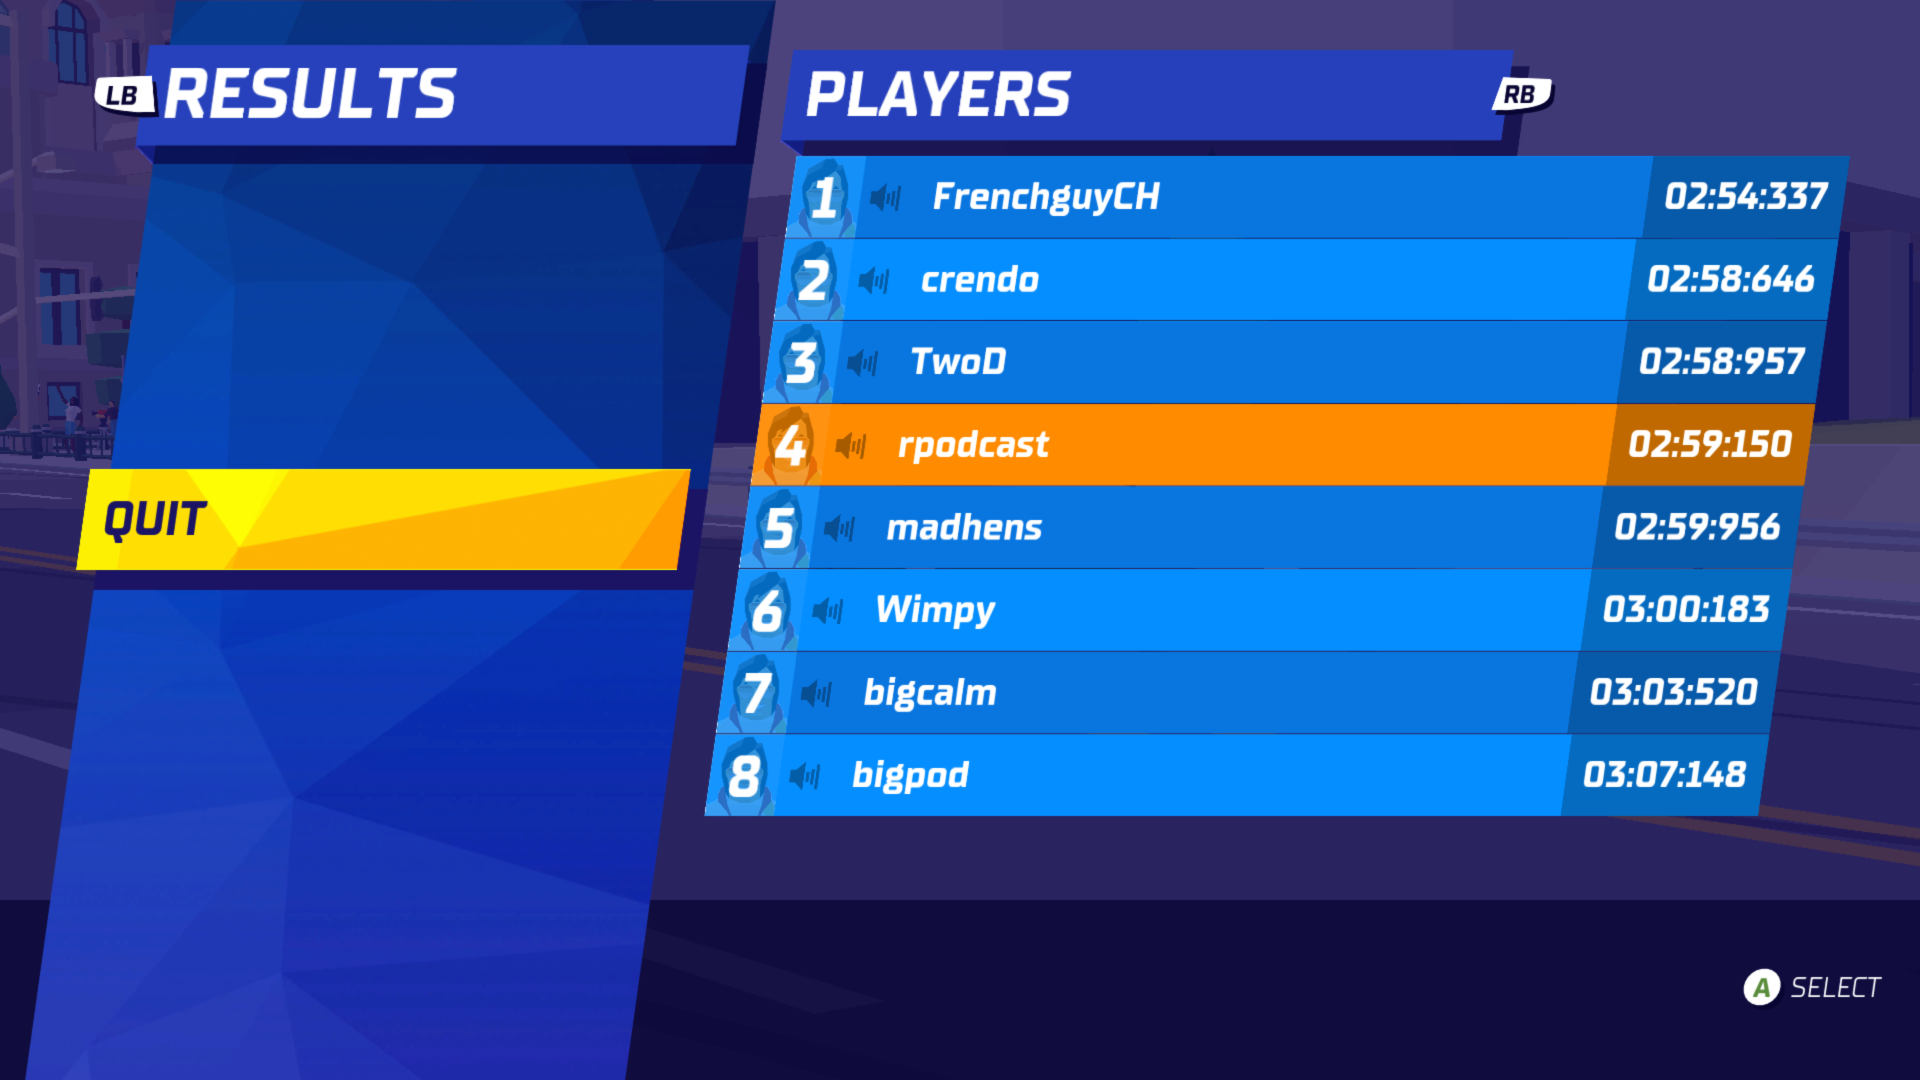 LB RESULTS
PLAYERS RB
1 FrenchguyCH 02:54:337
2 crendo 02:58:646
3 TwoD 02:58:957
4 rpodcast 02:59:150
QUIT
5 madhens 02:59:956
6 Wimpy 03:00:183
7 bigcalm 03:03:520
8 bigpod 03:07:148
A SELECT